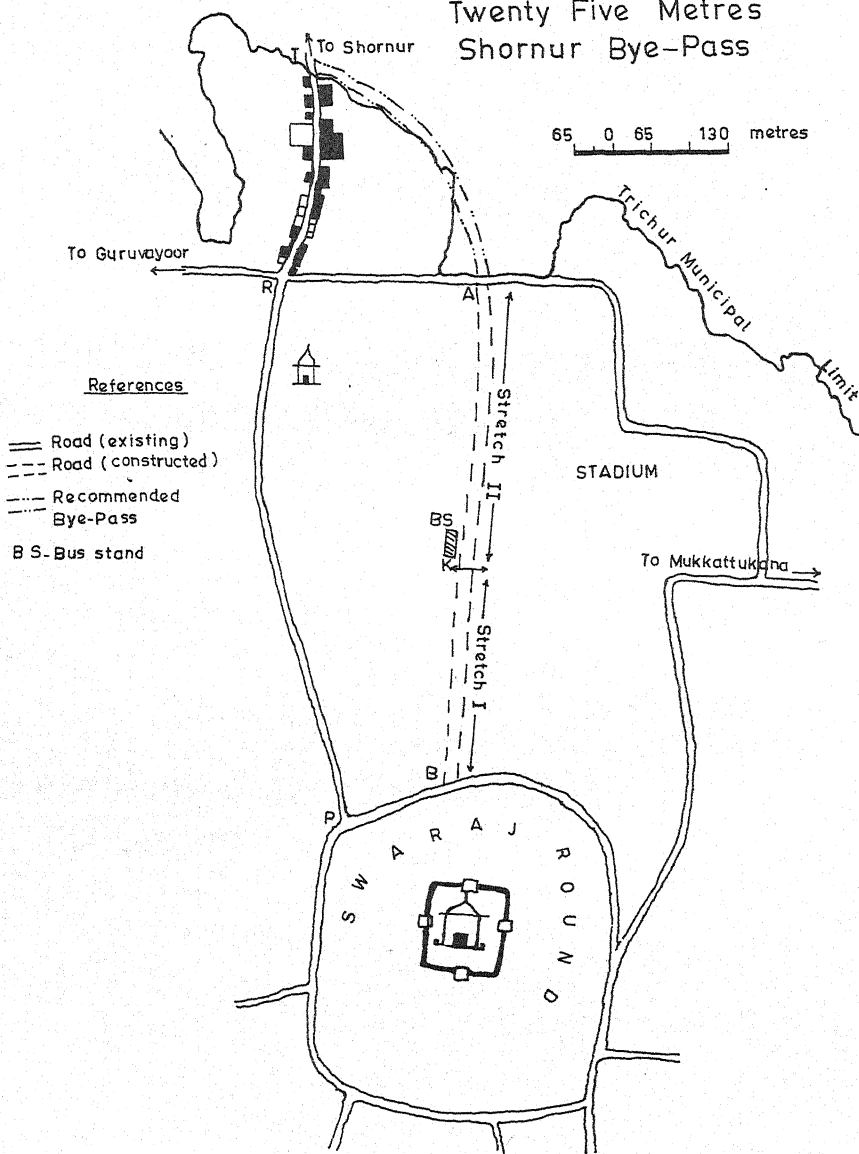 Twenty Five Metres
Shornur Bye-Pass
T
To Shornur
65 0 65 130 metres
Trichur Municipal Limit
To Guruvayoor
R
A
References
Road (existing)
Road (constructed)
Recommended
Bye-Pass
BS-Bus stand
Stretch II
STADIUM
BS
K
To Mukkattukana
Stretch I
B
P
SWARAJ ROUND